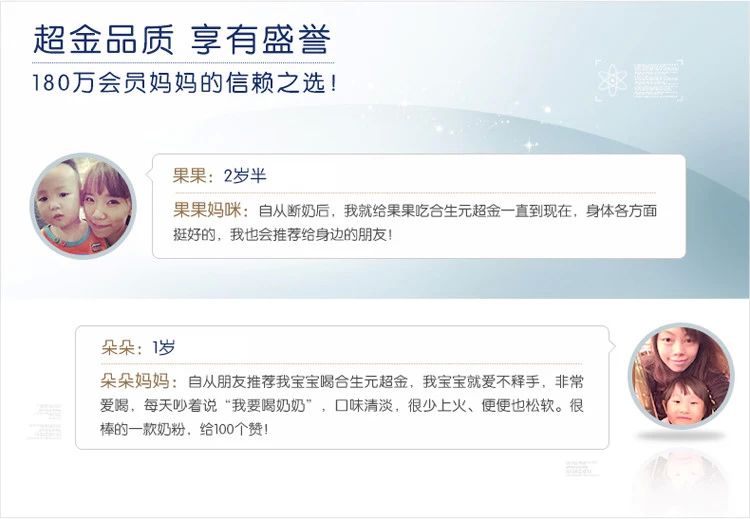 超金品质 享有盛誉
180万会员妈妈的信赖之选！
果果：2岁半
果果妈咪：自从断奶后，我就给果果吃合生元超金一直到现在，身体各方面
挺好的，我也会推荐给身边的朋友！
朵朵：1岁
朵朵妈妈：自从朋友推荐我宝宝喝合生元超金，我宝宝就爱不释手，非常
爱喝，每天吵着说“我要喝奶奶”，口味清淡，很少上火、便便也松软。很
棒的一款奶粉，给100个赞！